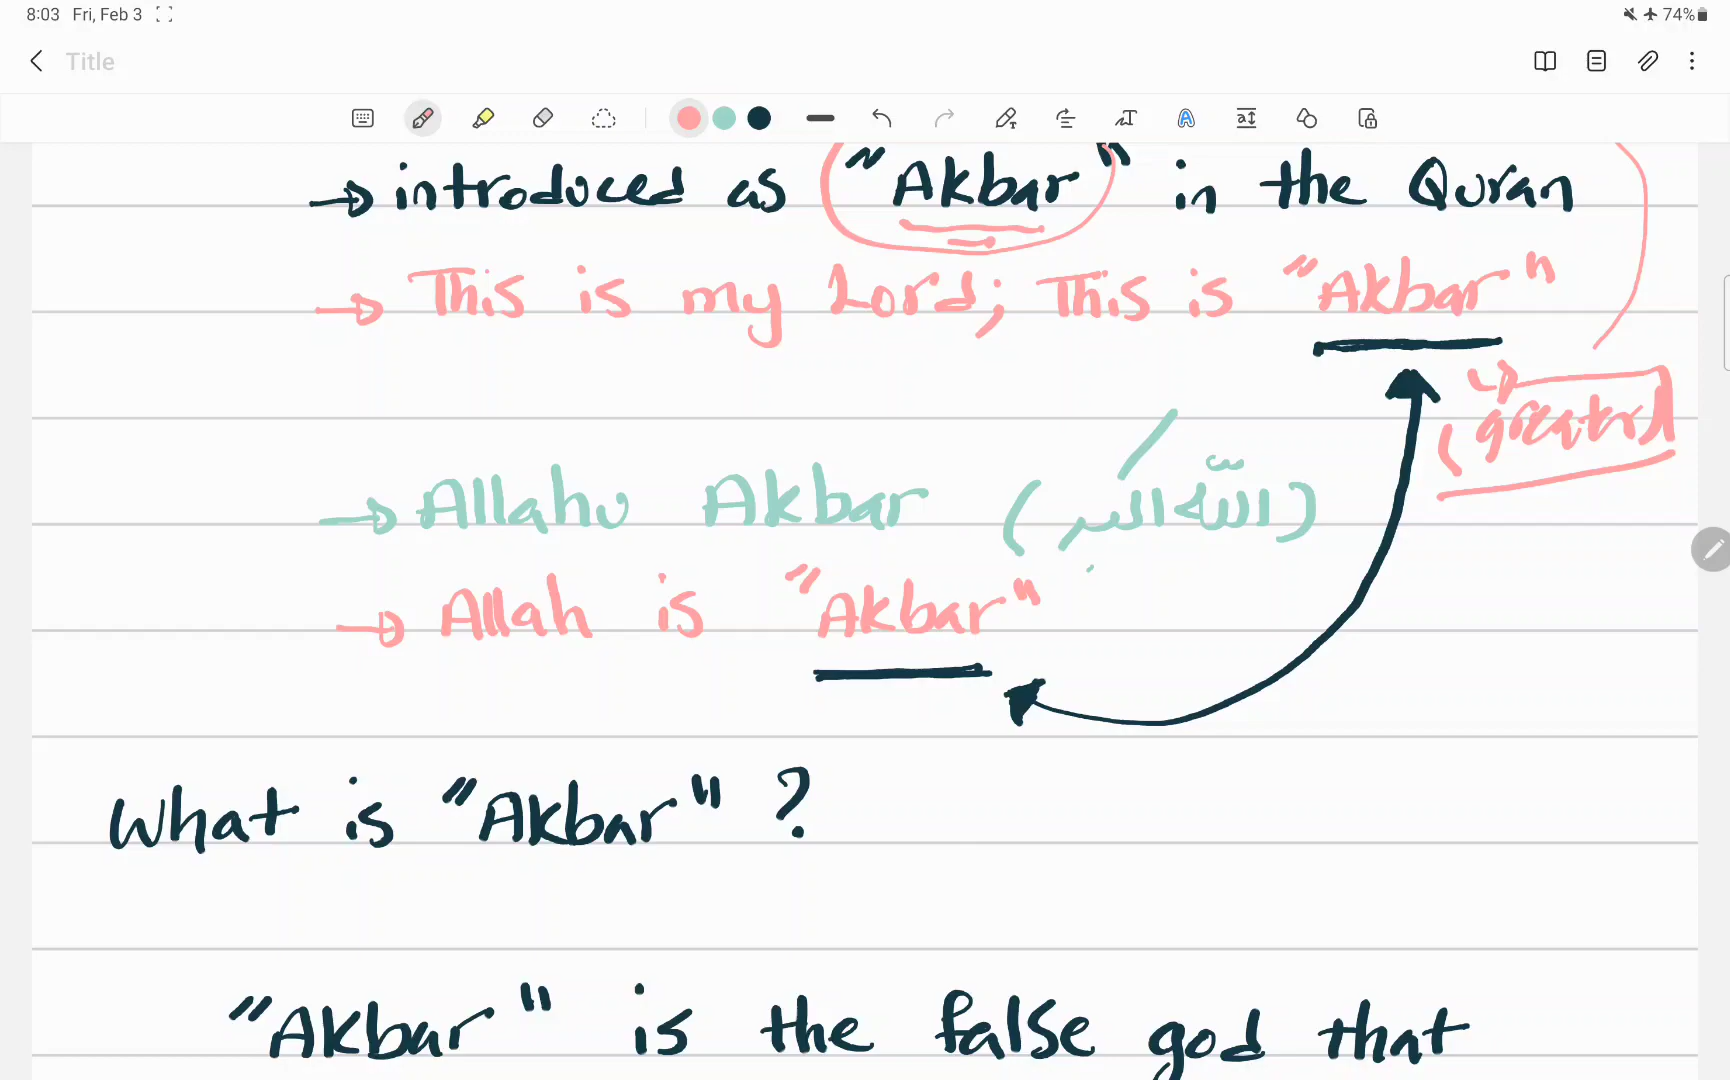 8:03 Fri, Feb 3
74%
Title
→ introduced as "Akbar" in the Quran
→ This is my Lord; This is "Akbar"
(greater)
→ Allahu Akbar (الله اكبر)
→ Allah is "Akbar"
What is "Akbar" ?
"Akbar" is the false god that